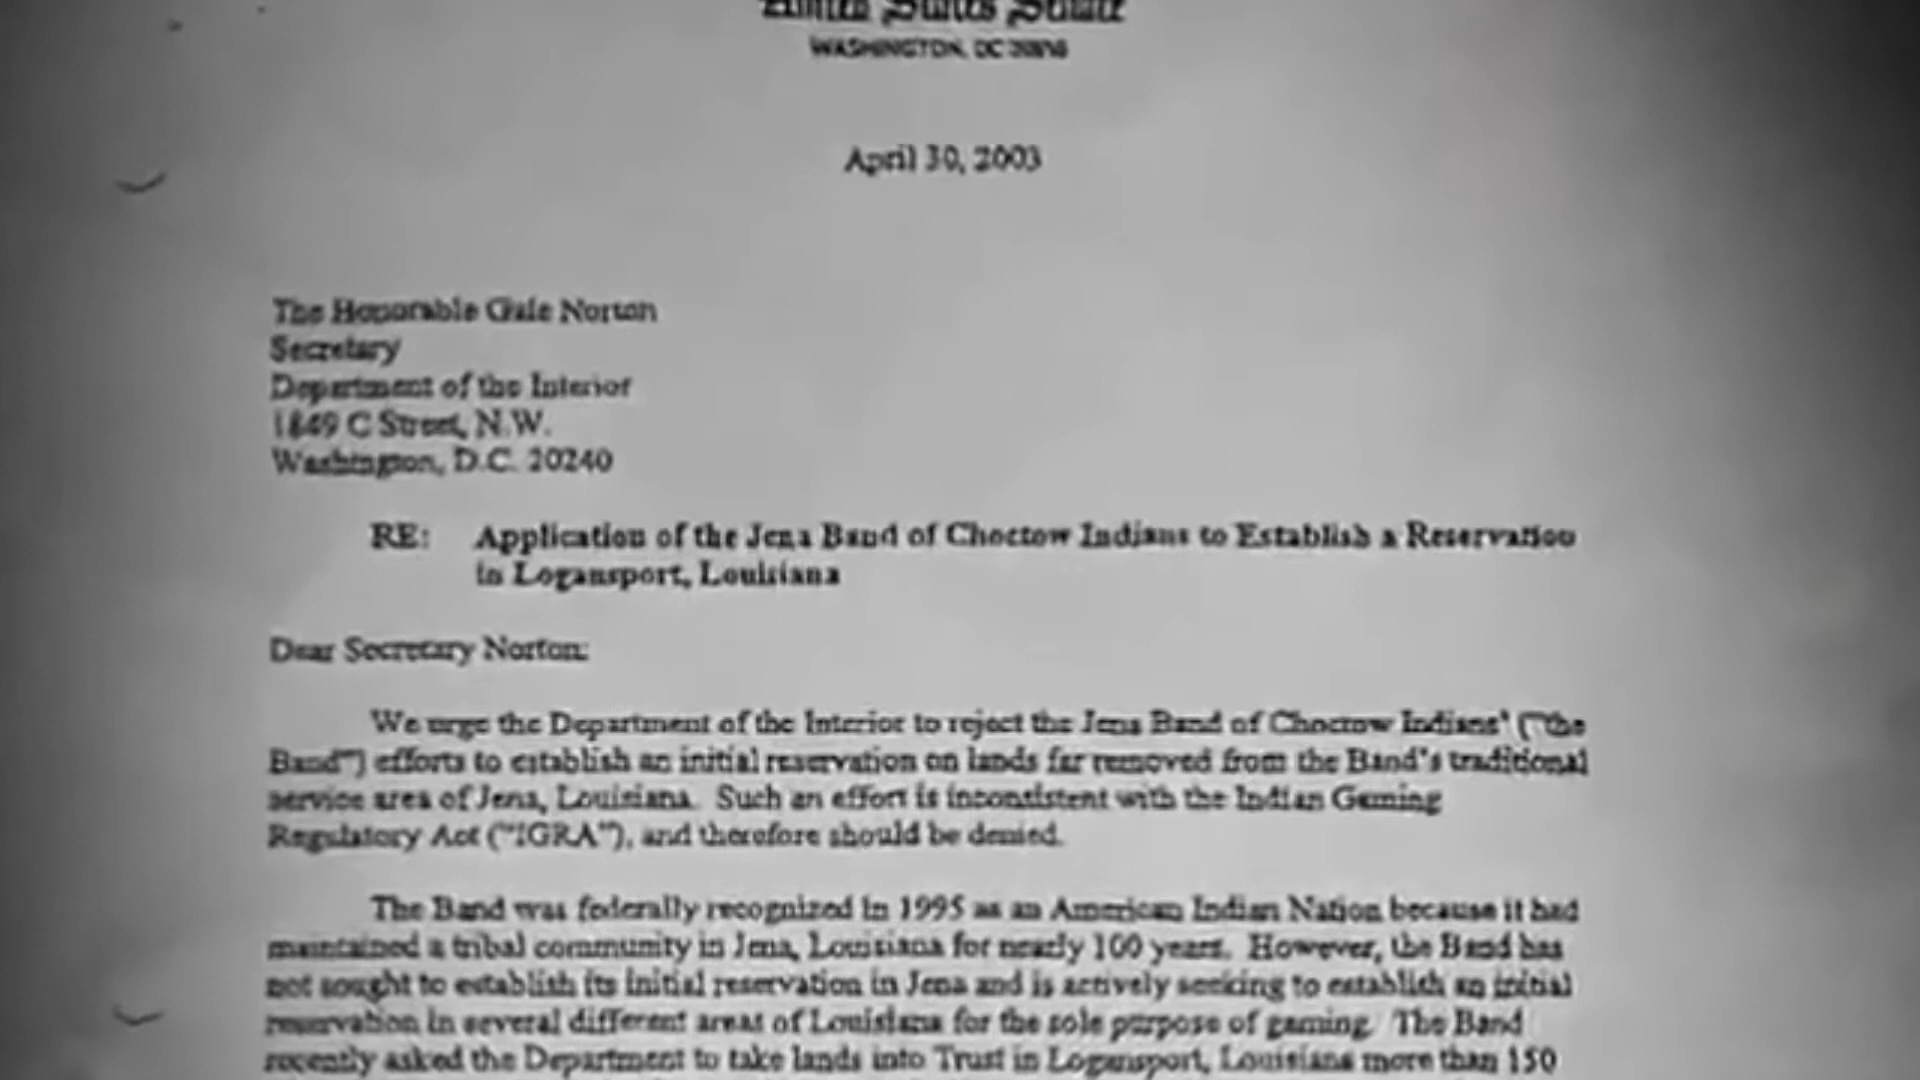 United States Senate
WASHINGTON, DC
April 30, 2003
The Honorable Gale Norton
Secretary
Department of the Interior
1849 C Street, N.W.
Washington, D.C. 20240
RE: Application of the Jena Band of Choctow Indians to Establish a Reservation
in Logansport, Louisiana
Dear Secretary Norton:
We urge the Department of the Interior to reject the Jena Band of Choctow Indians' ("the
Band") efforts to establish an initial reservation on lands far removed from the Band's traditional
service area of Jena, Louisiana. Such an effort is inconsistent with the Indian Gaming
Regulatory Act ("IGRA"), and therefore should be denied.
The Band was federally recognized in 1995 as an American Indian Nation because it had
maintained a tribal community in Jena, Louisiana for nearly 100 years. However, the Band has
not sought to establish its initial reservation in Jena and is actively seeking to establish an initial
reservation in several different areas of Louisiana for the sole purpose of gaming. The Band
recently asked the Department to take lands into Trust in Logansport, Louisiana more than 150